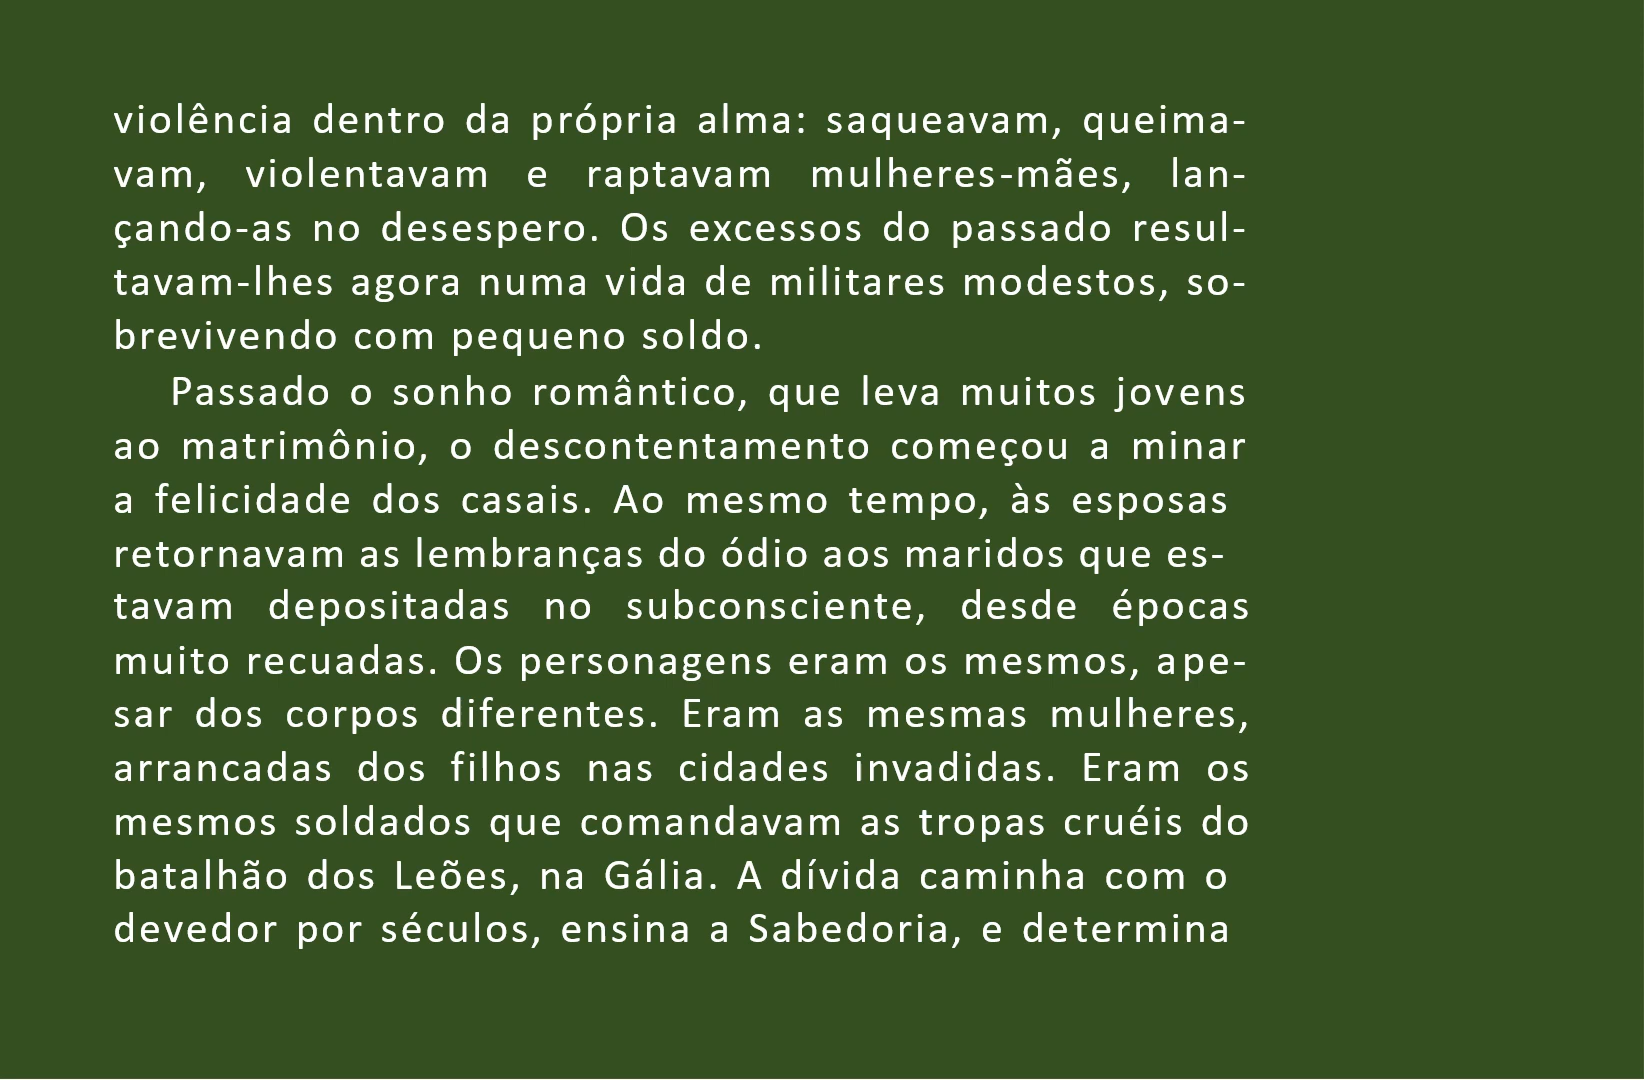 violência dentro da própria alma: saqueavam, queima-
vam, violentavam e raptavam mulheres-mães, lan-
çando-as no desespero. Os excessos do passado resul-
tavam-lhes agora numa vida de militares modestos, so-
brevivendo com pequeno soldo.
Passado o sonho romântico, que leva muitos jovens
ao matrimônio, o descontentamento começou a minar
a felicidade dos casais. Ao mesmo tempo, às esposas
retornavam as lembranças do ódio aos maridos que es-
tavam depositadas no subconsciente, desde épocas
muito recuadas. Os personagens eram os mesmos, ape-
sar dos corpos diferentes. Eram as mesmas mulheres,
arrancadas dos filhos nas cidades invadidas. Eram os
mesmos soldados que comandavam as tropas cruéis do
batalhão dos Leões, na Gália. A dívida caminha com o
devedor por séculos, ensina a Sabedoria, e determina